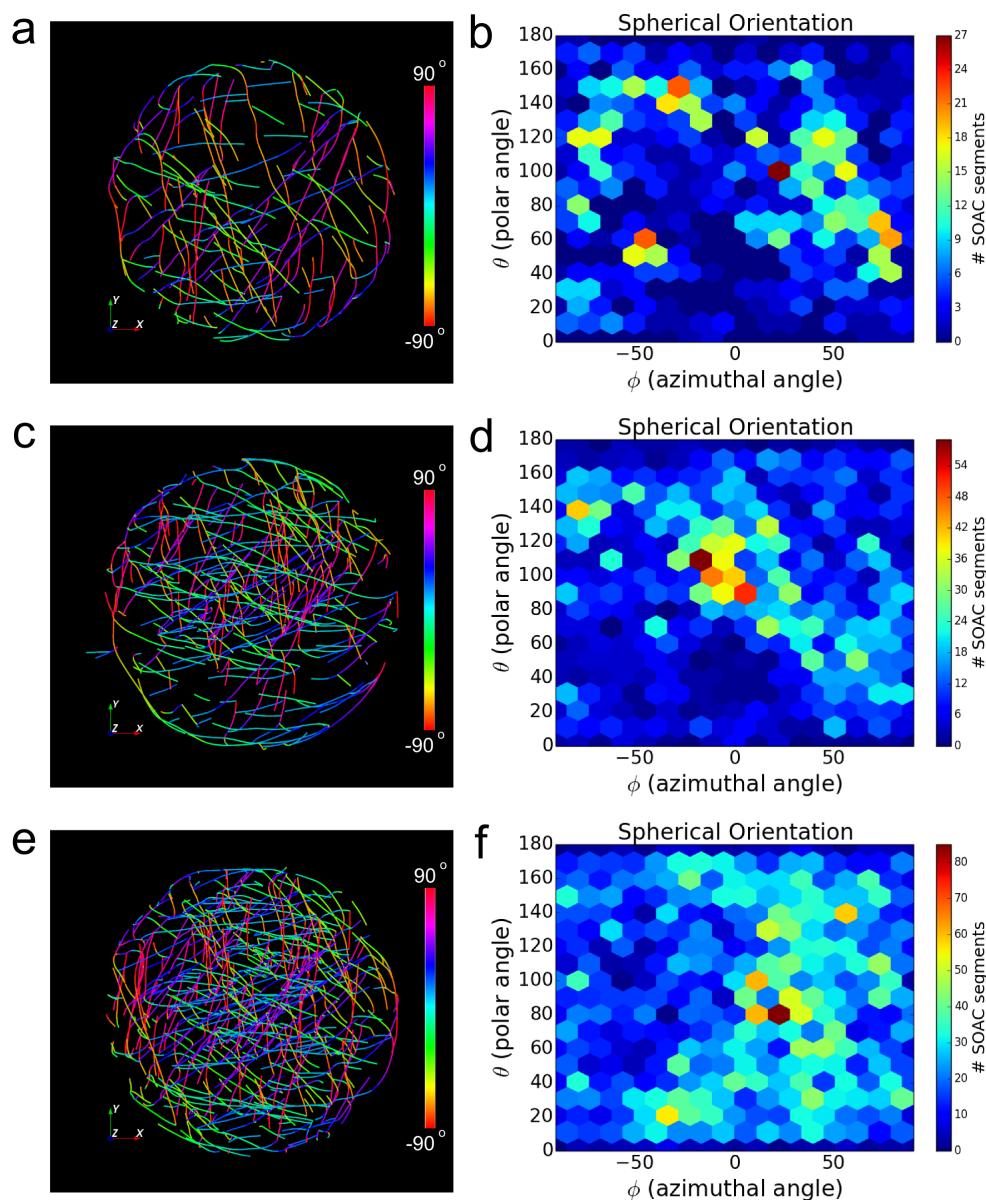 a
90 °
-90 °
Y
Z X
b
Spherical Orientation
180
160
140
120
100
80
60
40
20
0
θ (polar angle)
−50 0 50
ϕ (azimuthal angle)
27
24
21
18
15
12
9
6
3
0
# SOAC segments
c
90 °
-90 °
Y
Z X
d
Spherical Orientation
180
160
140
120
100
80
60
40
20
0
θ (polar angle)
−50 0 50
ϕ (azimuthal angle)
54
48
42
36
30
24
18
12
6
0
# SOAC segments
e
90 °
-90 °
Y
Z X
f
Spherical Orientation
180
160
140
120
100
80
60
40
20
0
θ (polar angle)
−50 0 50
ϕ (azimuthal angle)
80
70
60
50
40
30
20
10
0
# SOAC segments